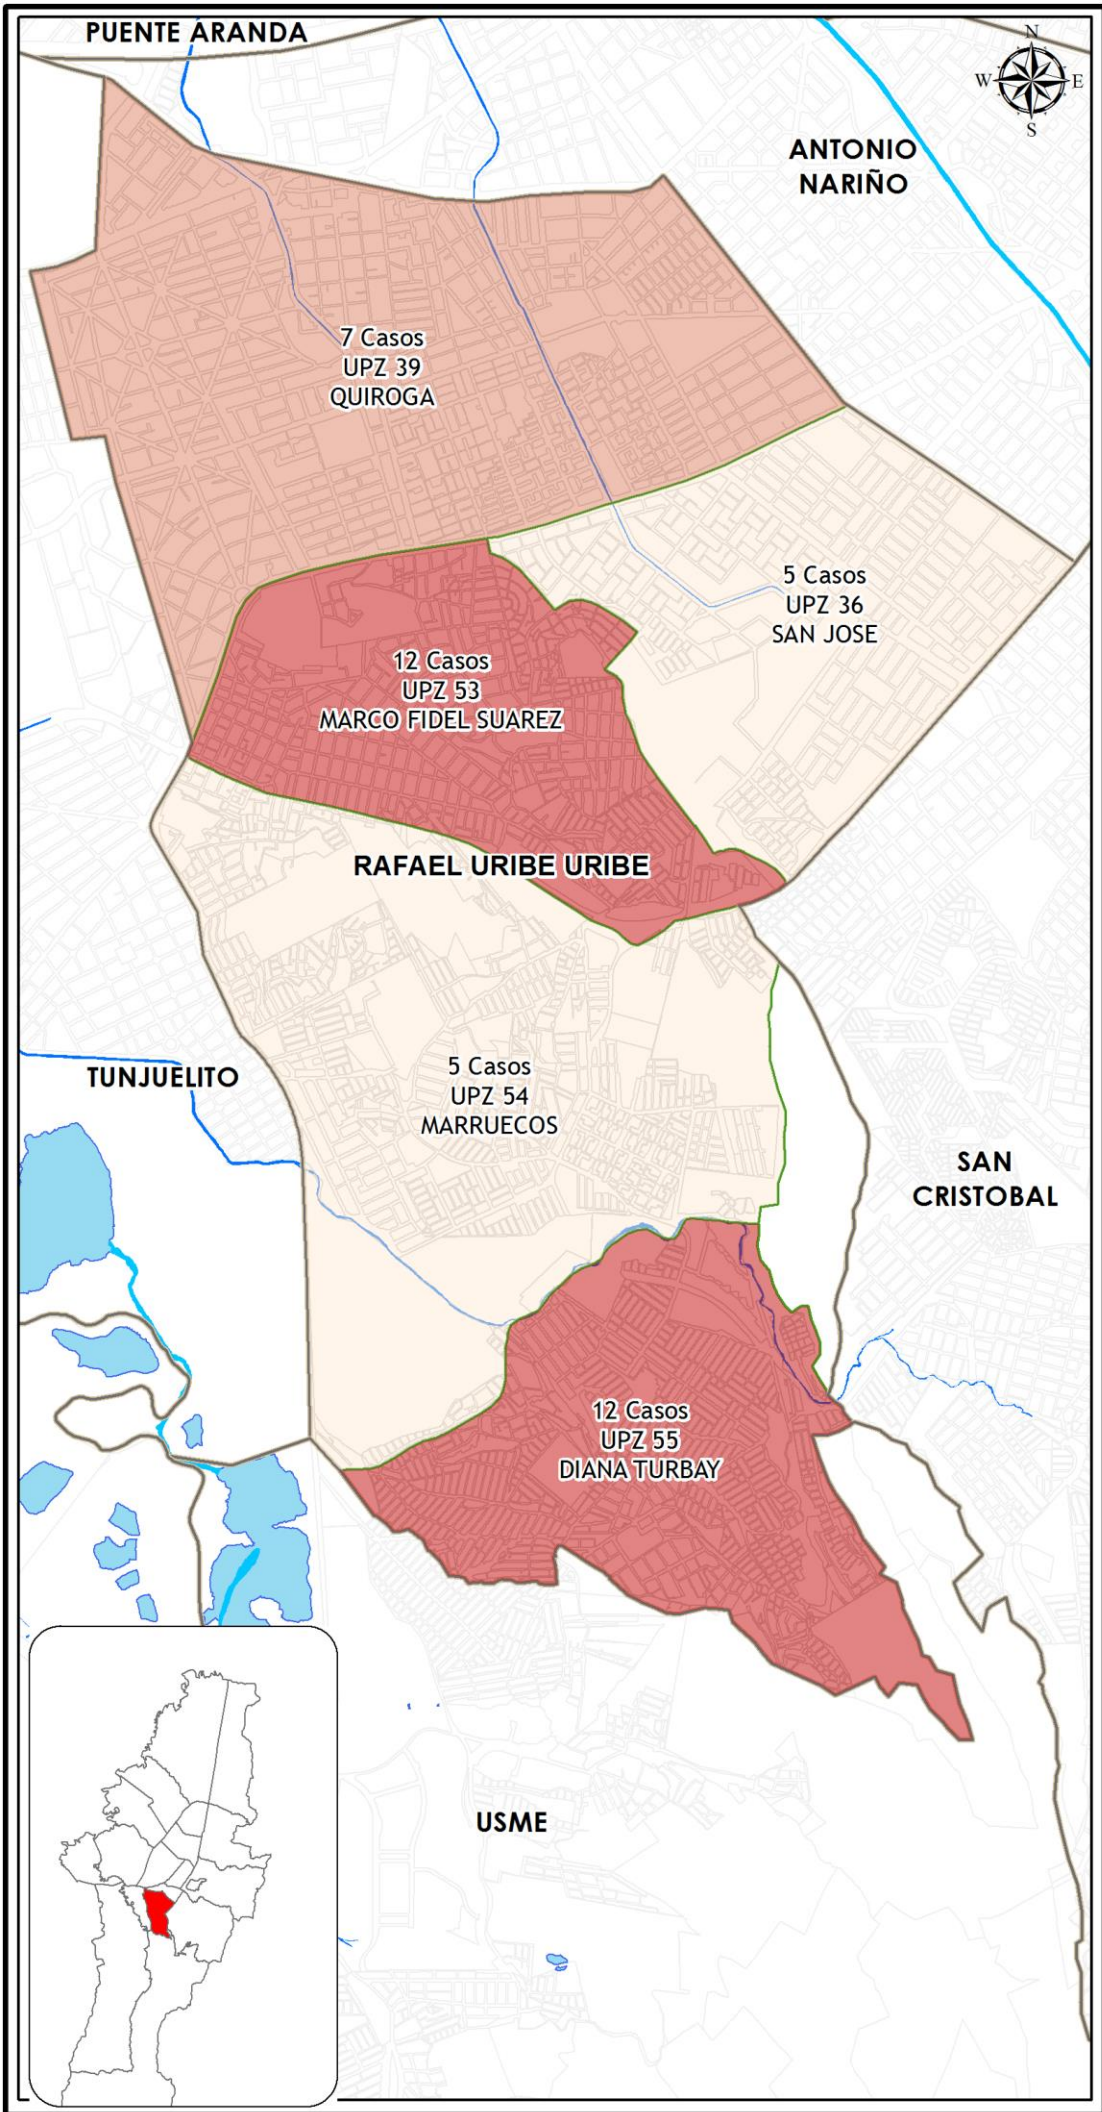 PUENTE ARANDA
N
W E
S
ANTONIO
NARIÑO
7 Casos
UPZ 39
QUIROGA
5 Casos
UPZ 36
SAN JOSE
12 Casos
UPZ 53
MARCO FIDEL SUAREZ
RAFAEL URIBE URIBE
5 Casos
UPZ 54
MARRUECOS
TUNJUELITO
SAN
CRISTOBAL
12 Casos
UPZ 55
DIANA TURBAY
USME